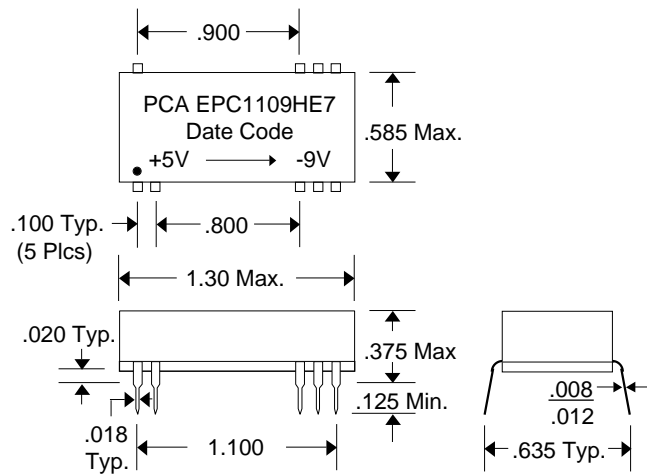 .900
PCA EPC1109HE7
Date Code
+5V -9V
.585 Max.
.100 Typ.
(5 Plcs)
.800
1.30 Max.
.020 Typ.
.375 Max
.125 Min.
.018
Typ.
1.100
.008
.012
.635 Typ.